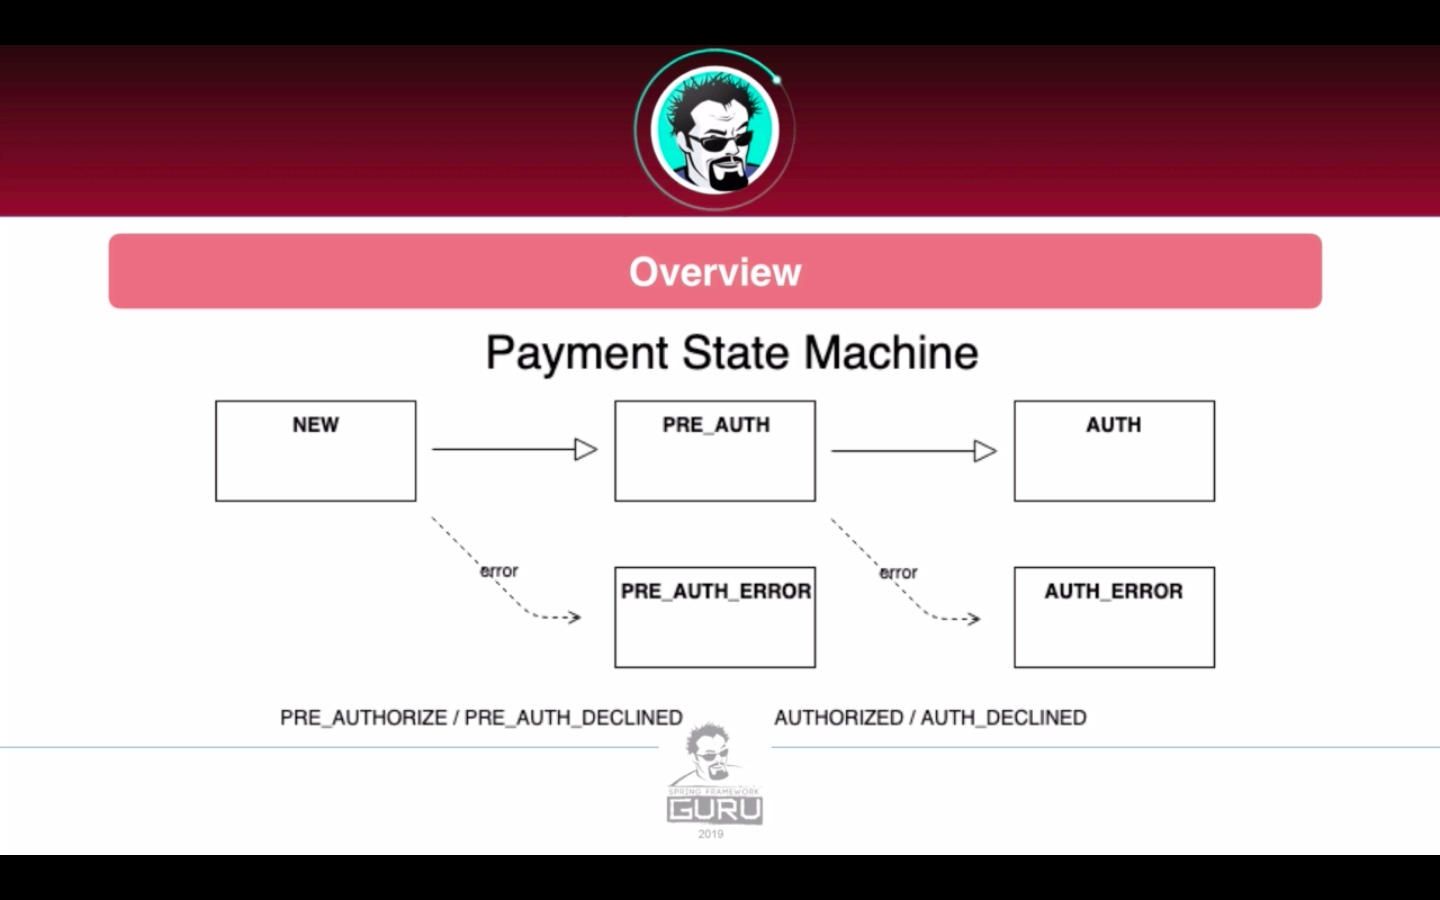 Overview
Payment State Machine
NEW
PRE_AUTH
AUTH
error
error
PRE_AUTH_ERROR
AUTH_ERROR
PRE_AUTHORIZE / PRE_AUTH_DECLINED
AUTHORIZED / AUTH_DECLINED
SPRING FRAMEWORK
GURU
2019